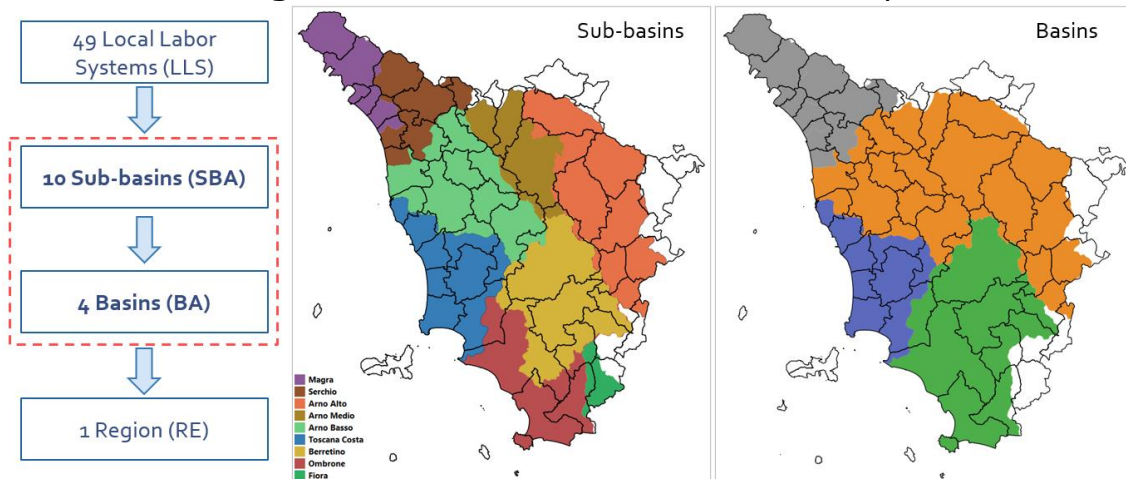 49 Local Labor
Systems (LLS)
10 Sub-basins (SBA)
4 Basins (BA)
1 Region (RE)
Sub-basins
Magra
Serchio
Arno Alto
Arno Medio
Arno Basso
Toscana Costa
Berretino
Ombrone
Fiora
Basins